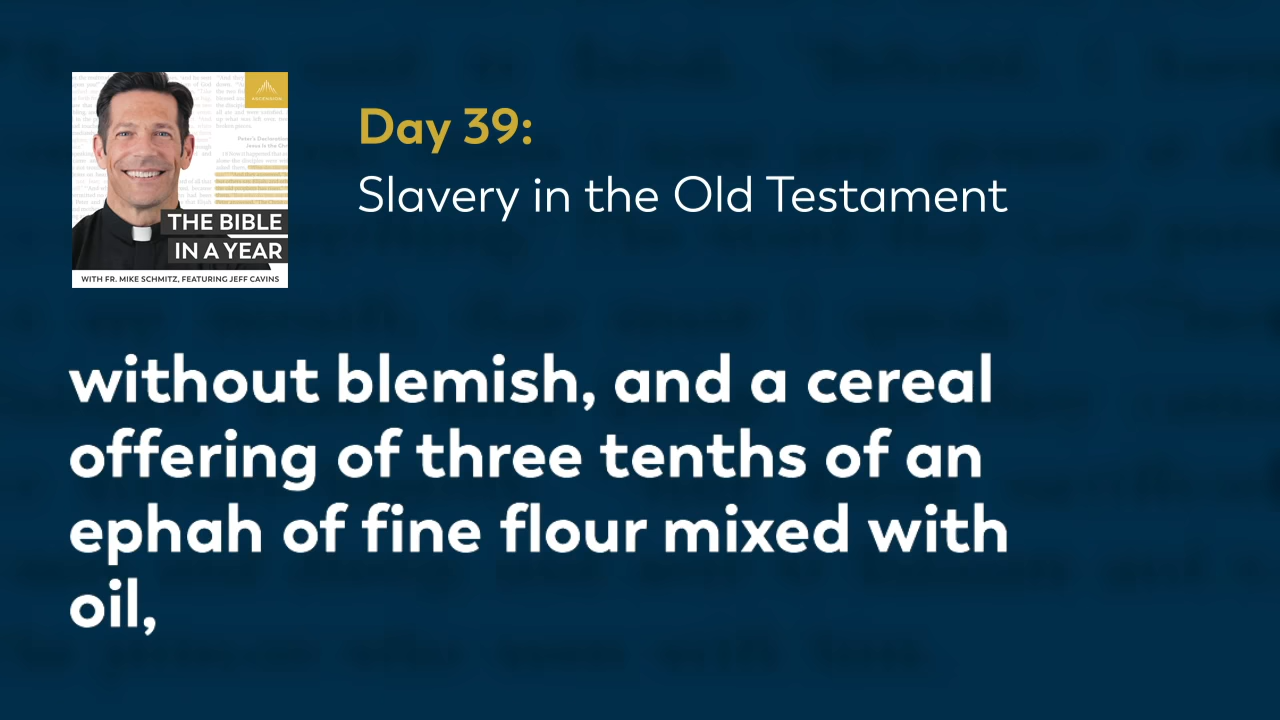 Day 39:
Slavery in the Old Testament
ASCENSION
THE BIBLE
IN A YEAR
WITH FR. MIKE SCHMITZ, FEATURING JEFF CAVINS
without blemish, and a cereal
offering of three tenths of an
ephah of fine flour mixed with
oil,